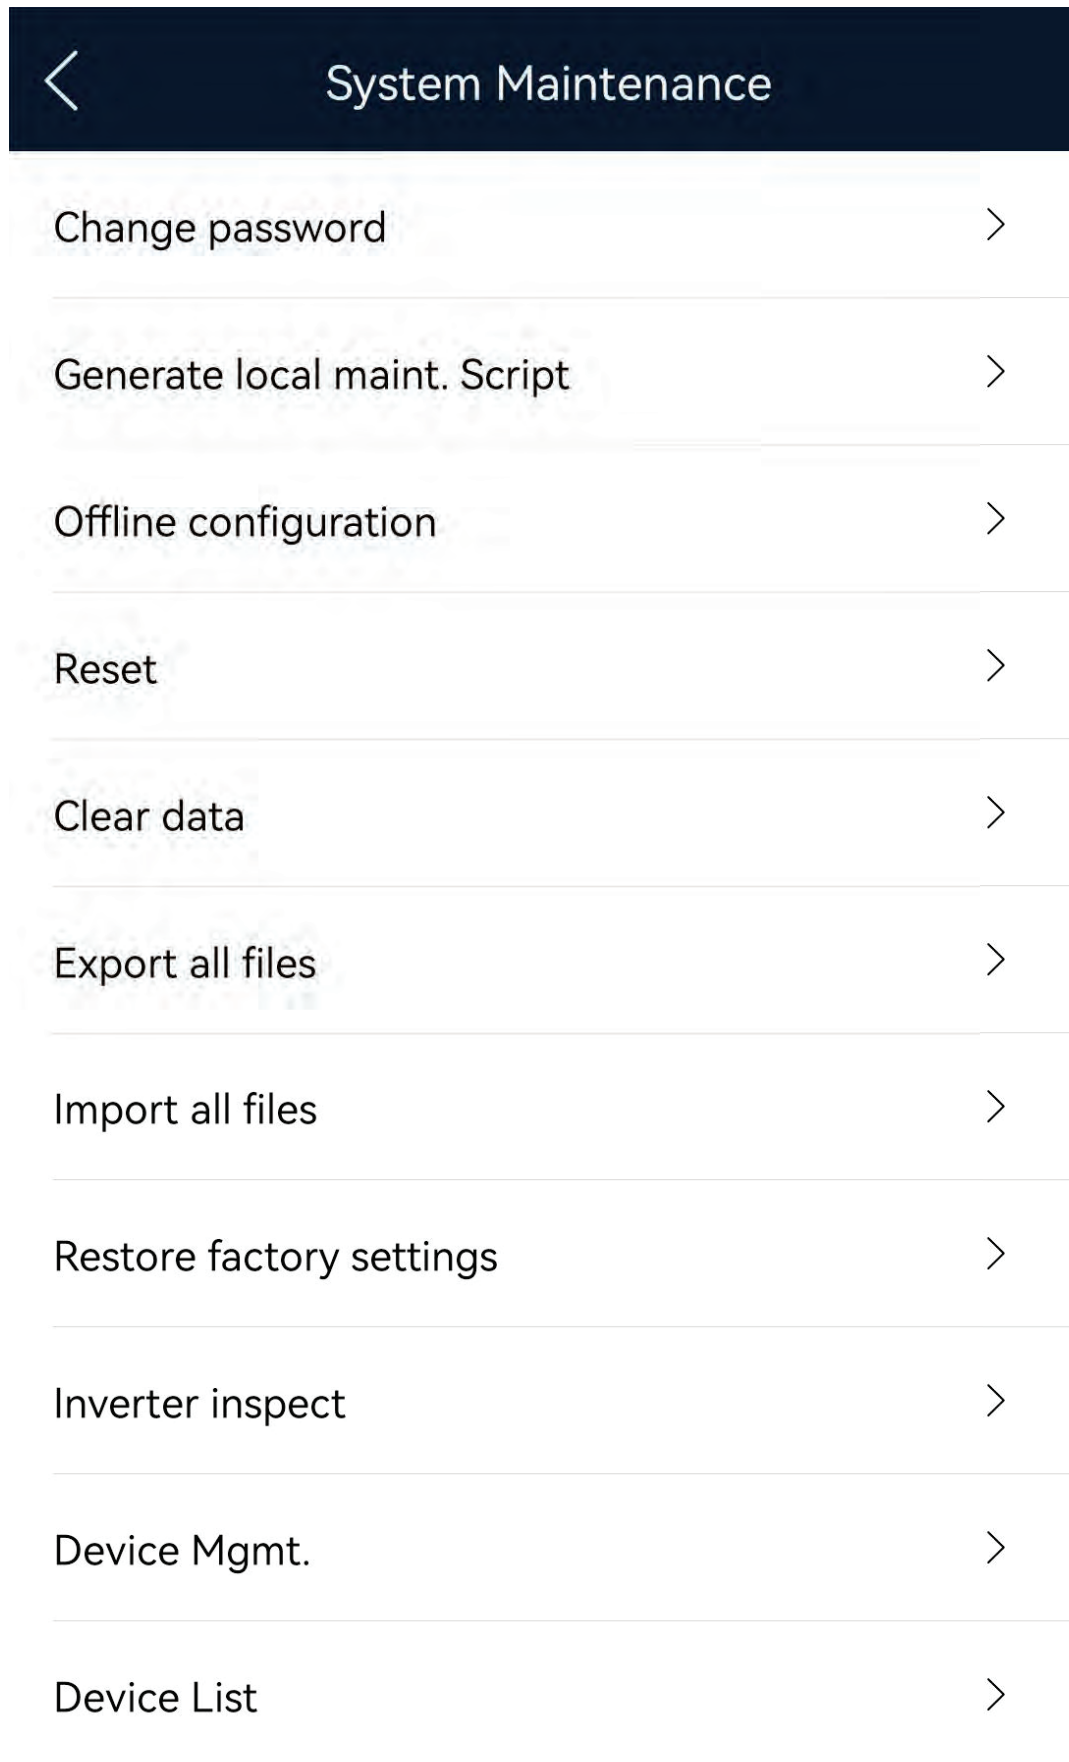 System Maintenance
Change password
Generate local maint. Script
Offline configuration
Reset
Clear data
Export all files
Import all files
Restore factory settings
Inverter inspect
Device Mgmt.
Device List